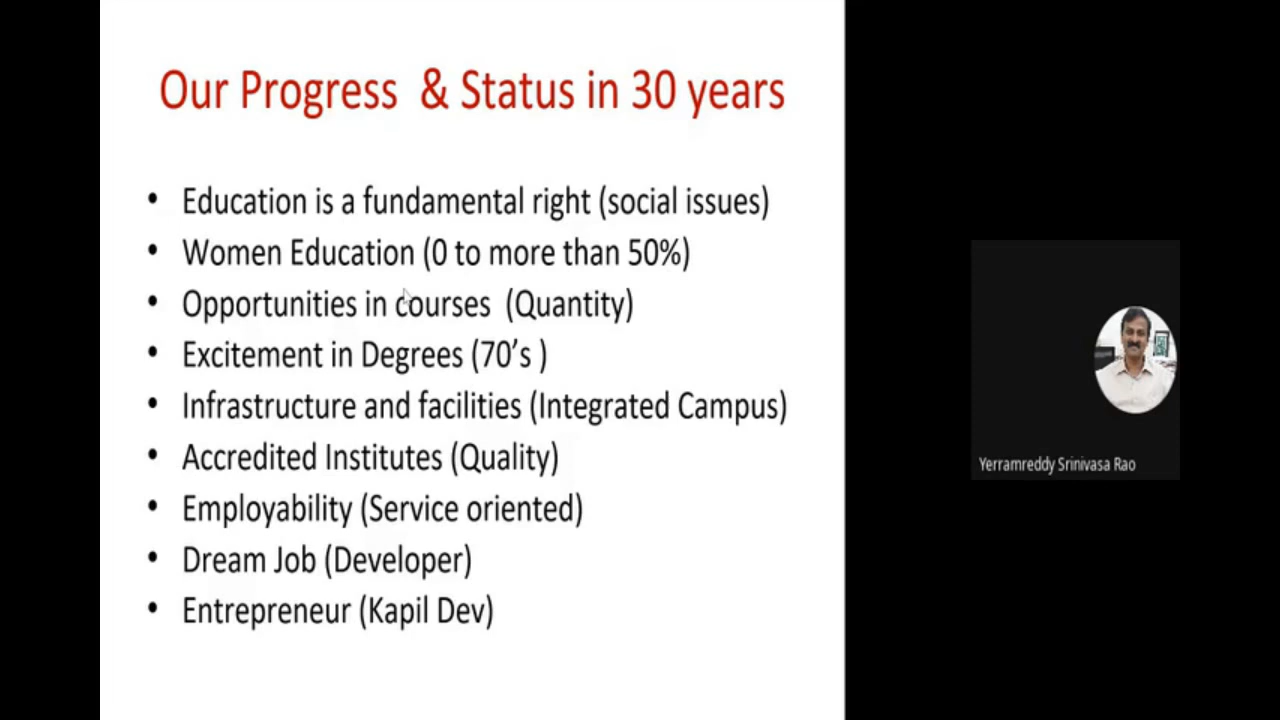 Our Progress & Status in 30 years
• Education is a fundamental right (social issues)
• Women Education (0 to more than 50%)
• Opportunities in courses (Quantity)
• Excitement in Degrees (70’s )
• Infrastructure and facilities (Integrated Campus)
• Accredited Institutes (Quality)
• Employability (Service oriented)
• Dream Job (Developer)
• Entrepreneur (Kapil Dev)
Yerramreddy Srinivasa Rao